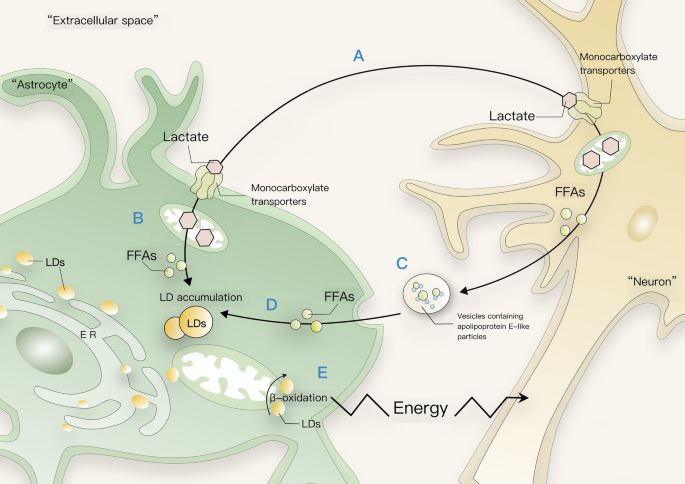 “Extracellular space”
A
Monocarboxylate
transporters
“Astrocyte”
Lactate
Lactate
Monocarboxylate
transporters
FFAs
B
FFAs
C
LDs
“Neuron”
LD accumulation
D
FFAs
Vesicles containing
apolipoprotein E-like
particles
LDs
E R
E
β-oxidation
Energy
LDs